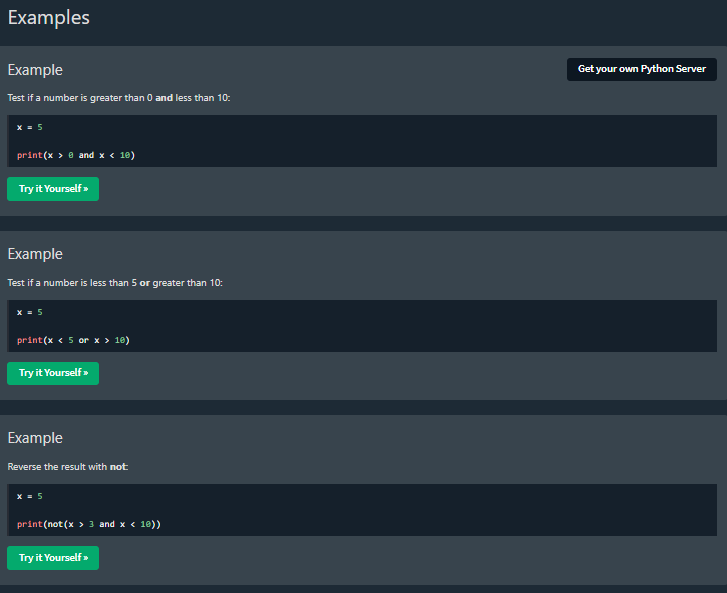 Examples
Example
Get your own Python Server
Test if a number is greater than 0 and less than 10:
x = 5
print(x > 0 and x < 10)
Try it Yourself »
Example
Test if a number is less than 5 or greater than 10:
x = 5
print(x < 5 or x > 10)
Try it Yourself »
Example
Reverse the result with not:
x = 5
print(not(x > 3 and x < 10))
Try it Yourself »